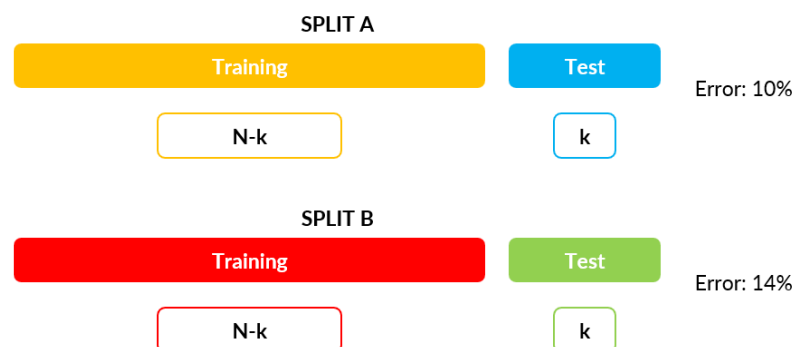 SPLIT A
Training Test
Error: 10%
N-k k
SPLIT B
Training Test
Error: 14%
N-k k